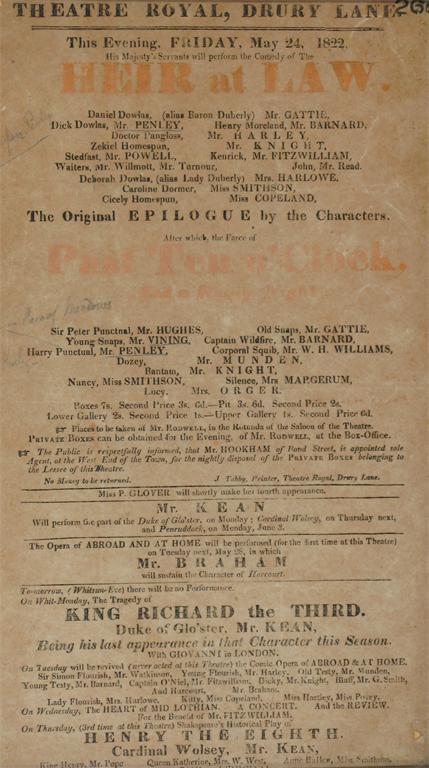 THEATRE ROYAL, DRURY LANE.
This Evening, FRIDAY, May 24, 1822.
His Majesty's Servants will perform the Comedy of The
HEIR at LAW.
Daniel Dowlas, (alias Baron Duberly) Mr. GATTIE,
Dick Dowlas, Mr. PENLEY, Henry Moreland, Mr. BARNARD,
Doctor Pangloss, Mr. HARLEY,
Zekiel Homespun, Mr. KNIGHT,
Stedfast, Mr. POWELL, Kenrick, Mr. FITZWILLIAM,
Waiters, Mr. Willmott, Mr. Turnour, John, Mr. Read.
Deborah Dowlas, (alias Lady Duberly) Mrs. HARLOWE,
Caroline Dormer, Miss SMITHSON,
Cicely Homespun, Miss COPELAND,
The Original EPILOGUE by the Characters.
After which, the Farce of
Past Ten o'Clock.
Sir Peter Punctual, Mr. HUGHES, Old Snaps, Mr. GATTIE,
Young Snaps, Mr. VINING, Captain Wildfire, Mr. BARNARD,
Harry Punctual, Mr. PENLEY, Corporal Squib, Mr. W. H. WILLIAMS,
Dozey, Mr. MUNDEN,
Bantam, Mr. KNIGHT,
Nancy, Miss SMITHSON, Silence, Mrs MARGERUM,
Lucy, Mrs. ORGER.
Boxes 7s. Second Price 3s. 6d.—Pit 3s. 6d. Second Price 2s.
Lower Gallery 2s. Second Price 1s.—Upper Gallery 1s. Second Price 6d.
☞ Places to be taken of Mr. RODWELL, in the Rotunda of the Saloon of the Theatre.
PRIVATE BOXES can be obtained for the Evening, of Mr. RODWELL, at the Box-Office.
☞ The Public is respectfully informed, that Mr. HOOKHAM of Bond Street, is appointed sole
Agent, at the West End of the Town, for the nightly disposal of the PRIVATE BOXES belonging to
the Lessee of this Theatre.
No Money to be returned. J. Tabby, Printer, Theatre Royal, Drury Lane.
Miss P. GLOVER will shortly make her fourth appearance.
Mr. KEAN
Will perform the part of the Duke of Glo'ster, on Monday; Cardinal Wolsey, on Thursday next,
and Penruddock, on Monday, June 3.
The Opera of ABROAD AND AT HOME will be performed (for the first time at this Theatre)
on Tuesday next, May 28, in which
Mr. BRAHAM
will sustain the Character of Harcourt.
To-morrow, (Whitsun-Eve) there will be no Performance.
On Whit-Monday, The Tragedy of
KING RICHARD the THIRD.
Duke of Glo'ster, Mr. KEAN,
Being his last appearance in that Character this Season.
With GIOVANNI in LONDON.
On Tuesday will be revived (never acted at this Theatre) the Comic Opera of ABROAD & AT HOME.
Sir Simon Flourish, Mr. Watkinson, Young Flourish, Mr. Harley. Old Testy, Mr. Munden,
Young Testy, Mr. Barnard, Captain O'Niel, Mr. Fitzwilliam. Dicky, Mr. Knight, Bluff, Mr. G. Smith,
And Harcourt, Mr. Braham.
Lady Flourish, Mrs. Harlowe. Kitty, Miss Copeland, Miss Hartley, Miss Povey.
On Wednesday, The HEART of MID LOTHIAN. A CONCERT. And the REVIEW.
For the Benefit of Mr. FITZWILLIAM.
On Thursday, (3rd time at this Theatre) Shakspeare's Historical Play of
HENRY THE EIGHTH.
Cardinal Wolsey, Mr. KEAN,
King Henry, Mr. Pope Queen Katherine, Mrs. W. West, Anne Bullen, Miss Smithson.